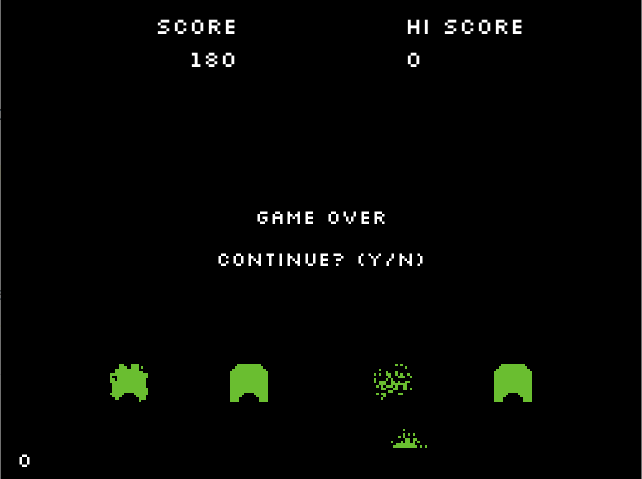 SCORE HI SCORE
180 0
GAME OVER
CONTINUE? (Y/N)
0